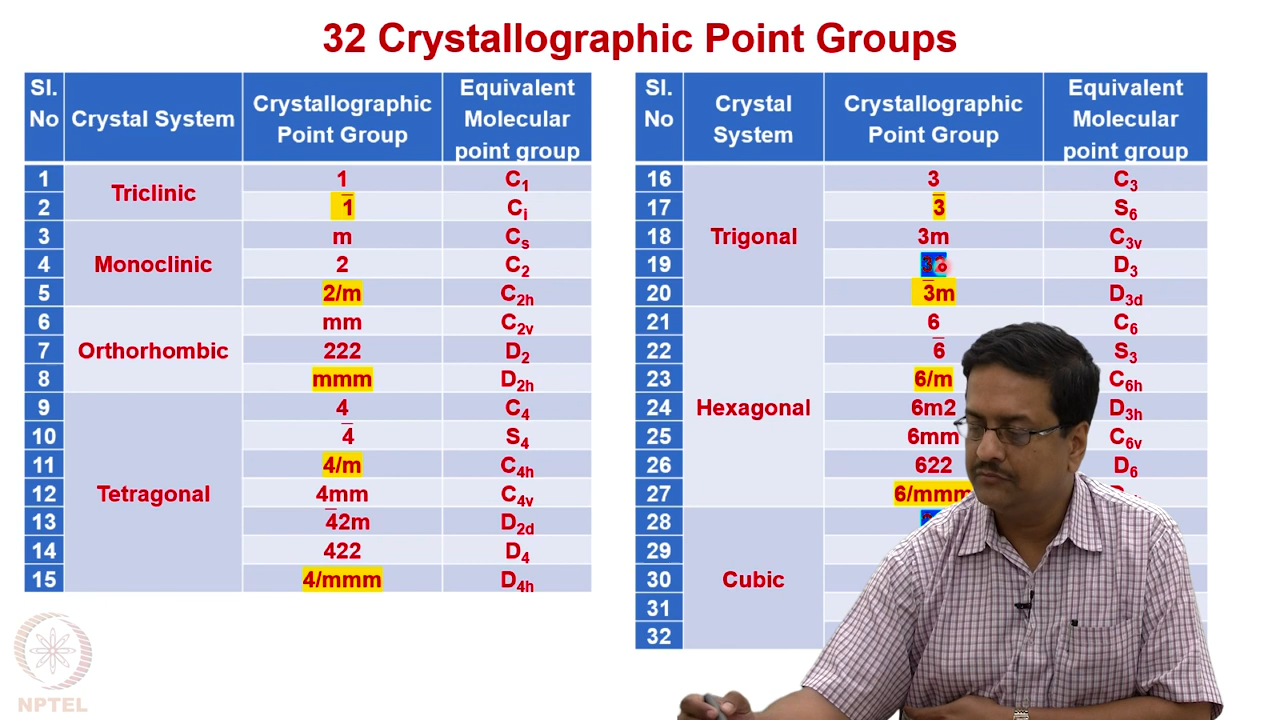 32 Crystallographic Point Groups
Sl. No Crystal System Crystallographic Point Group Equivalent Molecular point group
1 Triclinic 1 C₁
2 1̅ Cᵢ
3 Monoclinic m Cₛ
4 2 C₂
5 2/m C₂ₕ
6 Orthorhombic mm C₂ᵥ
7 222 D₂
8 mmm D₂ₕ
9 Tetragonal 4 C₄
10 4̅ S₄
11 4/m C₄ₕ
12 4mm C₄ᵥ
13 4̅2m D₂d
14 422 D₄
15 4/mmm D₄ₕ
Sl. No Crystal System Crystallographic Point Group Equivalent Molecular point group
16 Trigonal 3 C₃
17 3̅ S₆
18 3m C₃ᵥ
19 32 D₃
20 3̅m D₃d
21 Hexagonal 6 C₆
22 6̅ S₃
23 6/m C₆ₕ
24 6m2 D₃ₕ
25 6mm C₆ᵥ
26 622 D₆
27 6/mmm
28 Cubic
29
30
31
32
NPTEL